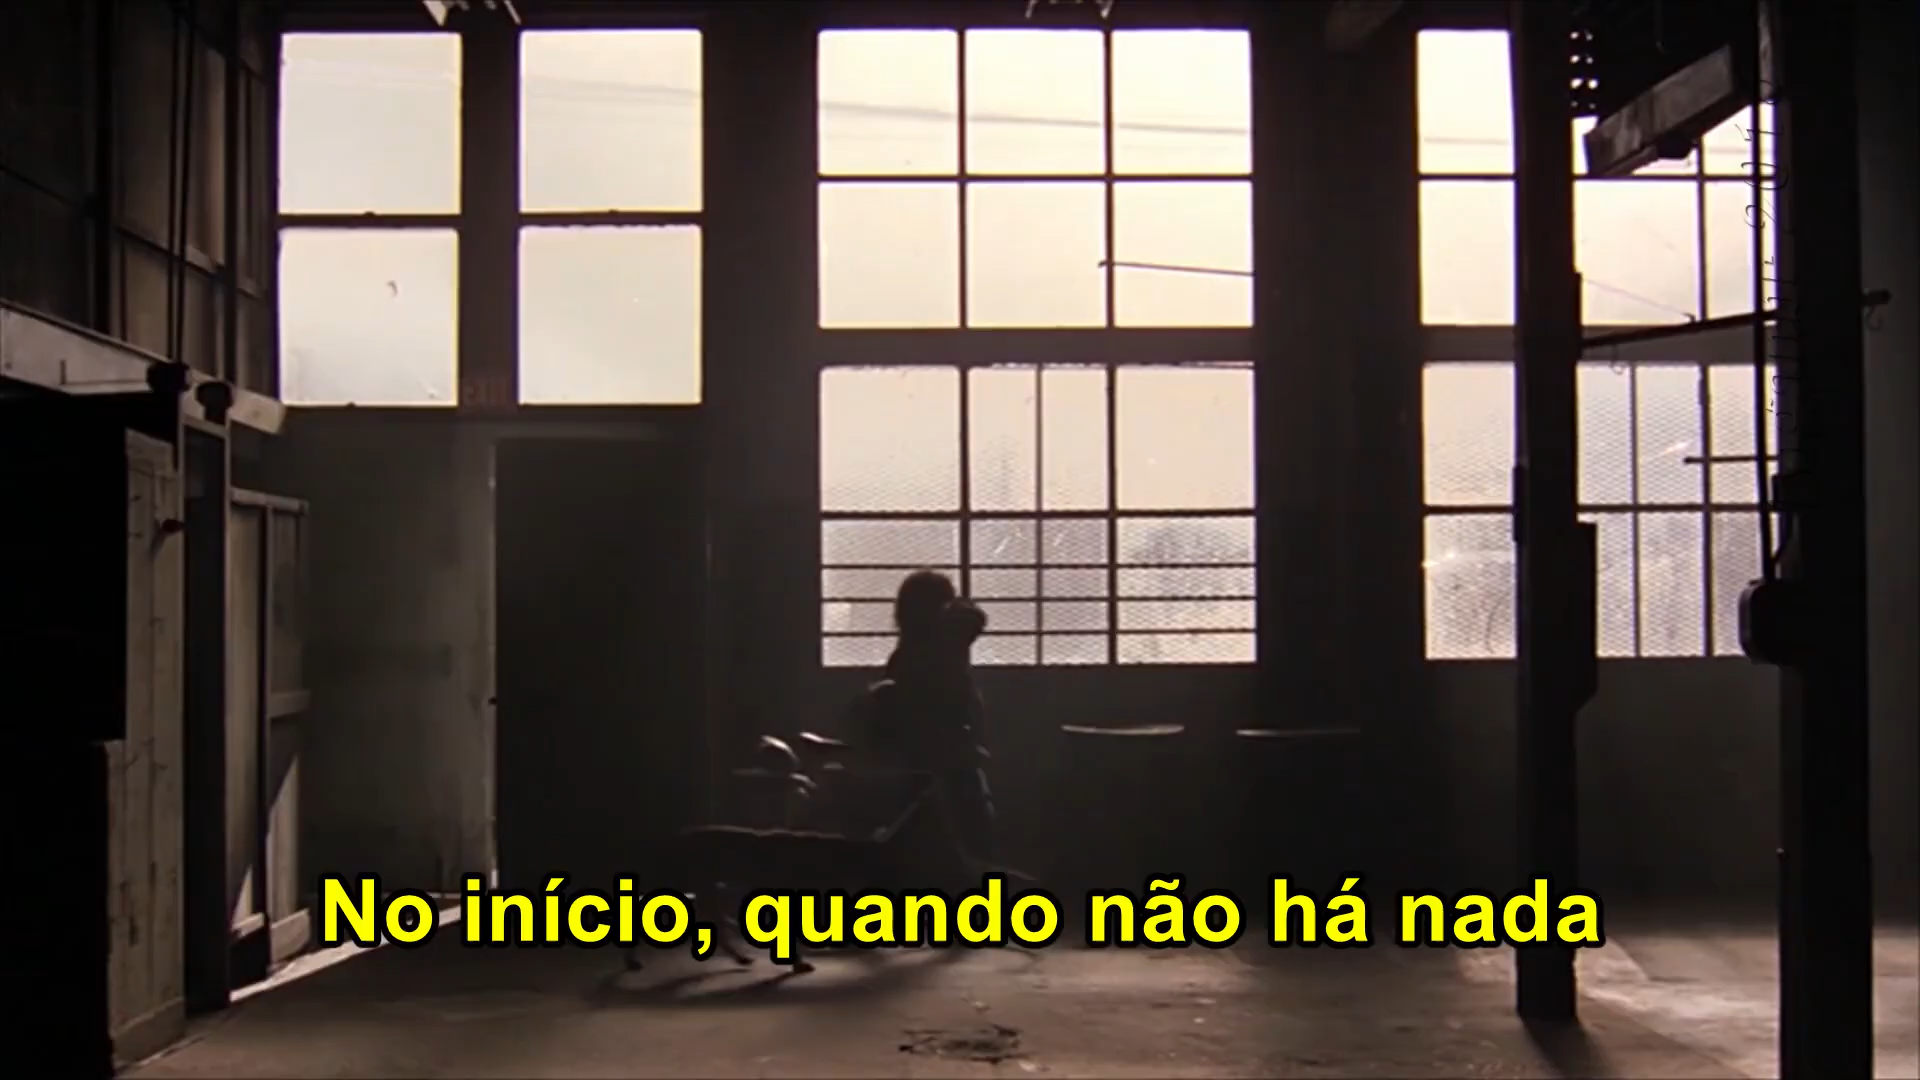 No início, quando não há nada